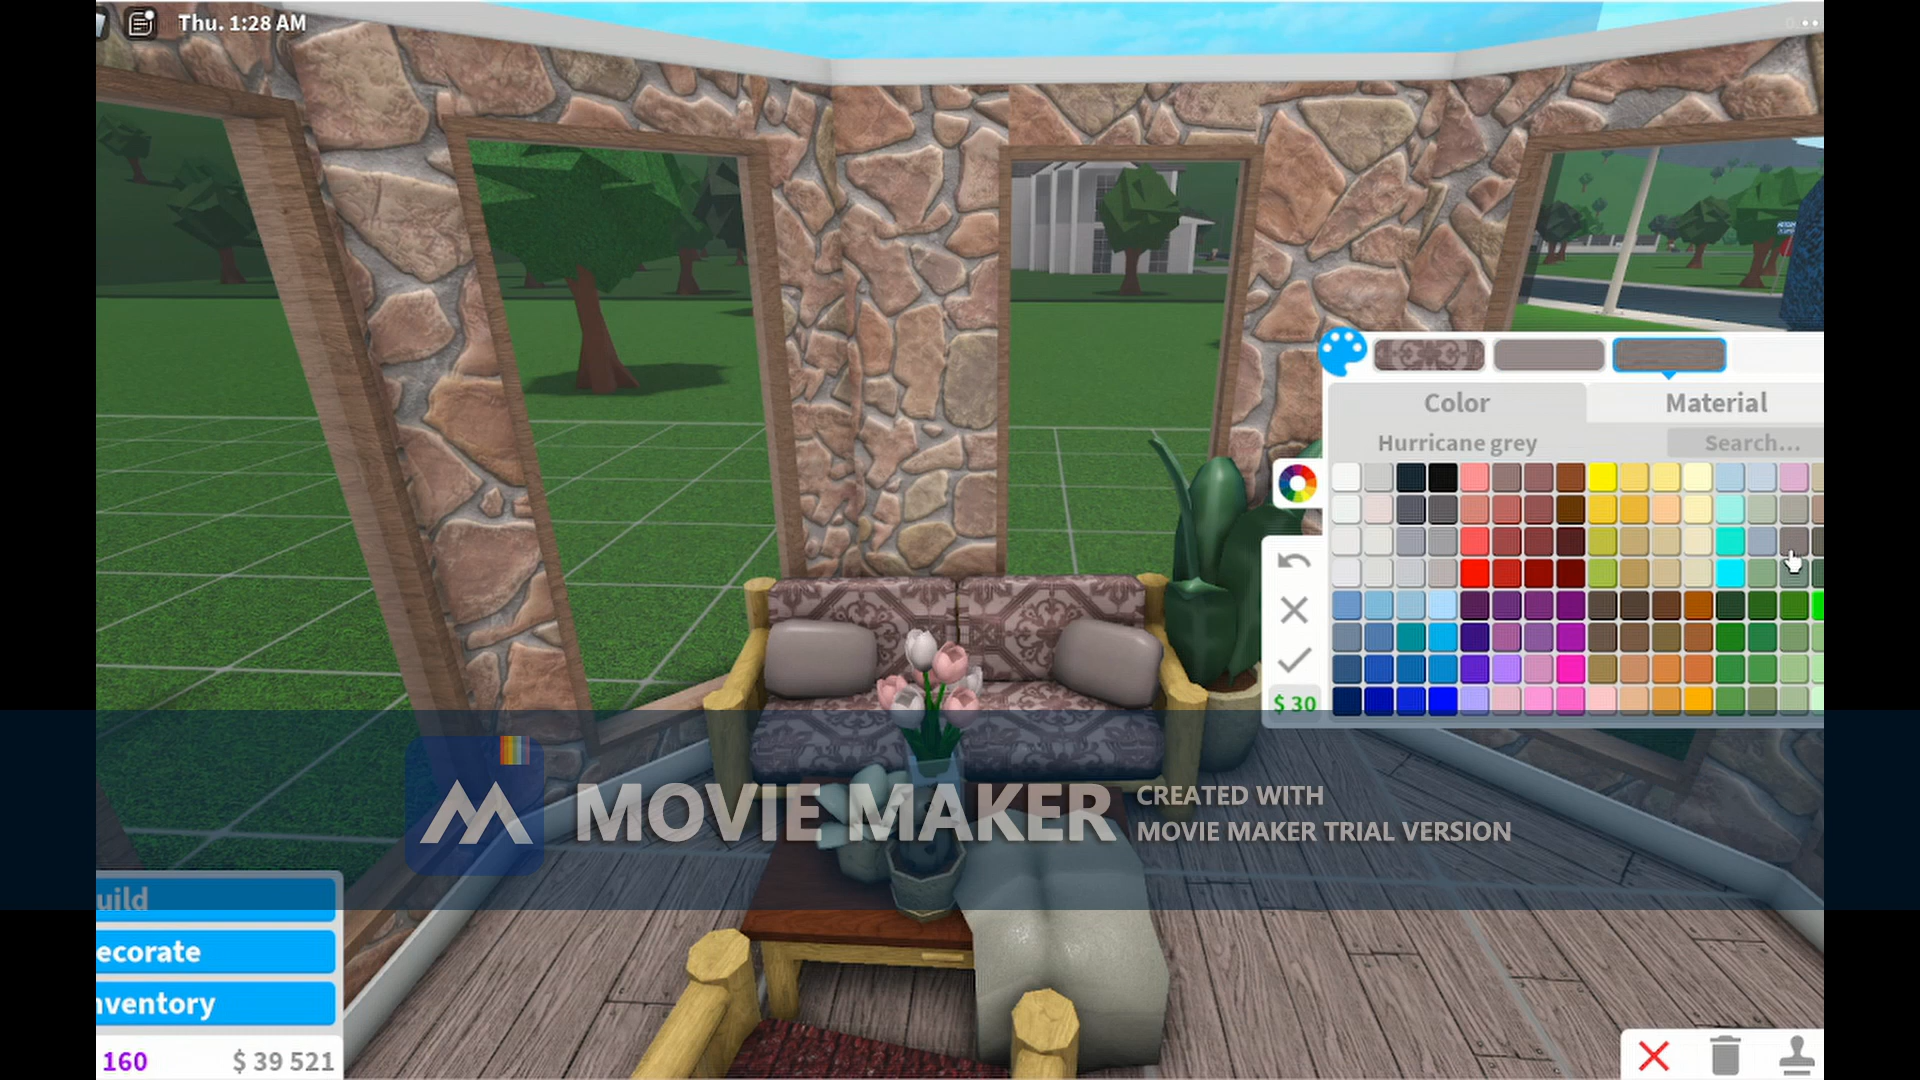 Thu. 1:28 AM
Color
Material
Hurricane grey
Search...
$ 30
MOVIE MAKER
CREATED WITH
MOVIE MAKER TRIAL VERSION
uild
ecorate
nventory
160
$ 39 521